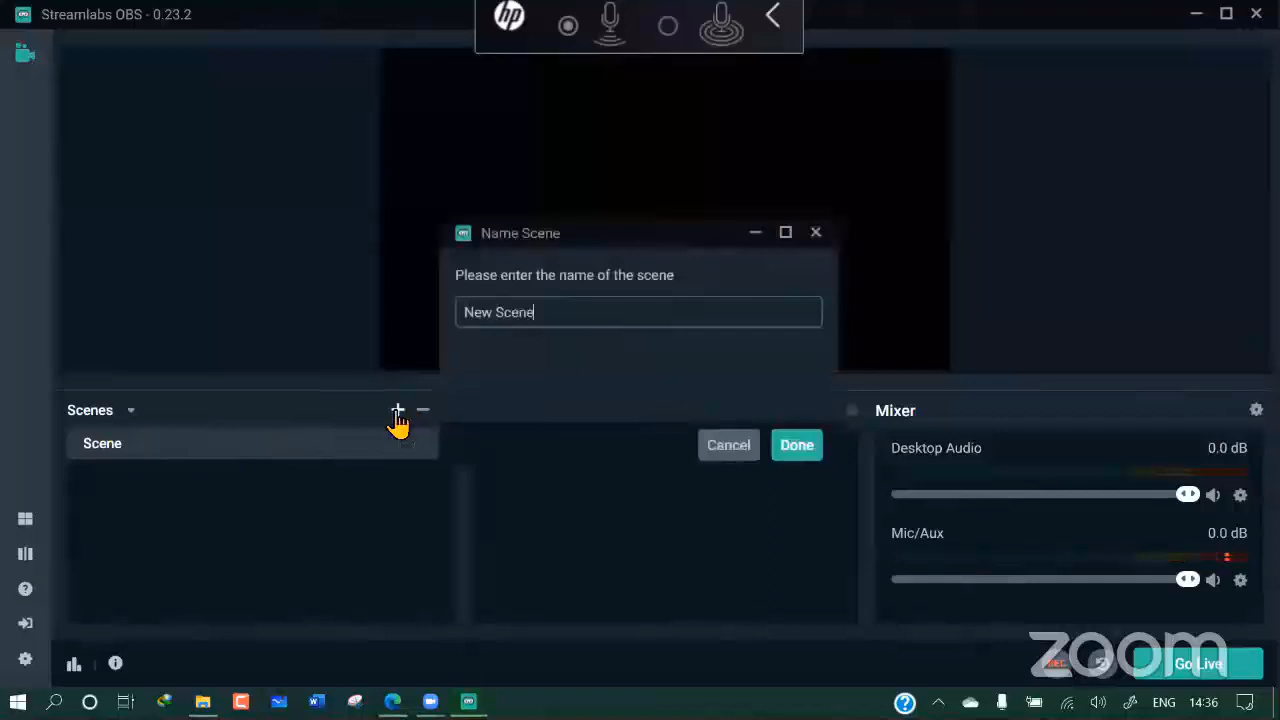 Streamlabs OBS - 0.23.2
hp
Name Scene
Please enter the name of the scene
New Scene
Scenes
Scene
Cancel
Done
Mixer
Desktop Audio
0.0 dB
Mic/Aux
0.0 dB
REC
Go Live
zoom
ENG
14:36